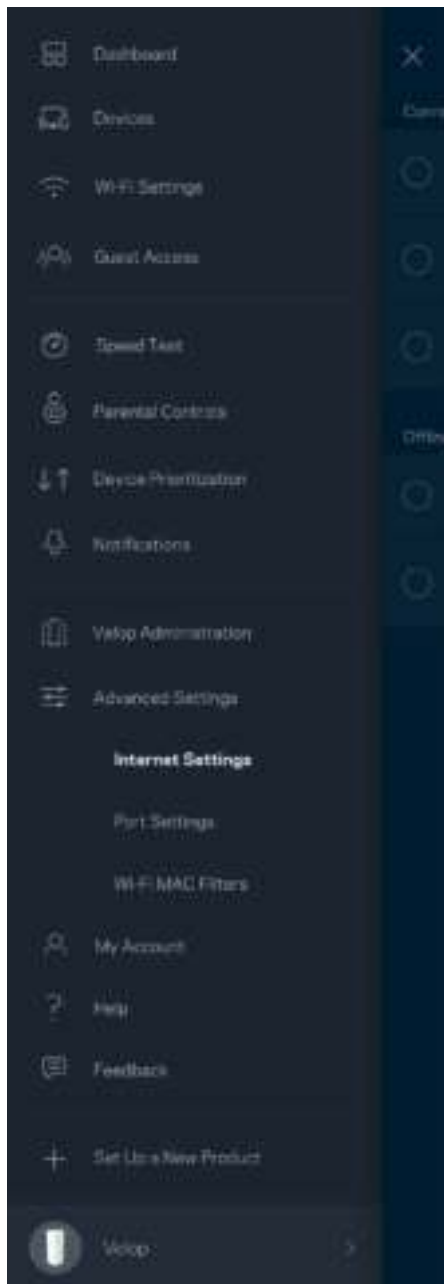 Dashboard
Devices
Wi-Fi Settings
Guest Access
Speed Test
Parental Controls
Device Prioritization
Notifications
Velop Administration
Advanced Settings
Internet Settings
Port Settings
Wi-Fi MAC Filters
My Account
Help
Feedback
Set Up a New Product
Velop